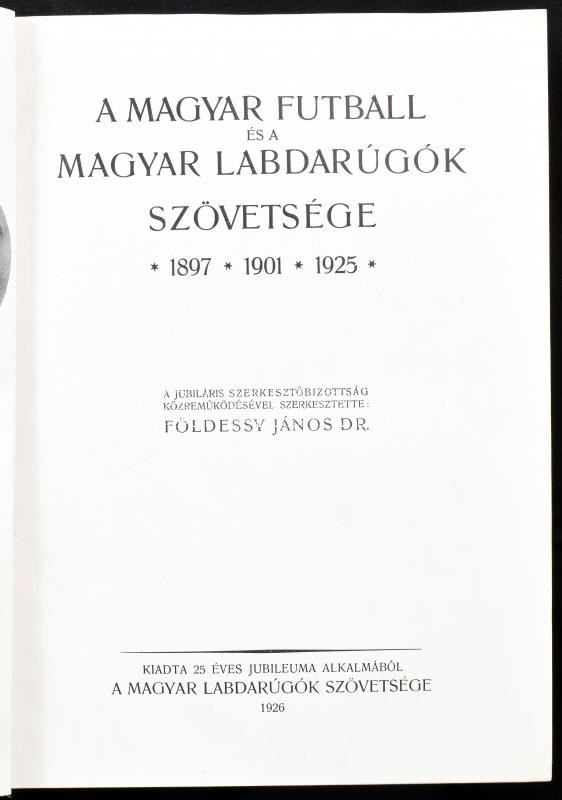 A MAGYAR FUTBALL
ÉS A
MAGYAR LABDARÚGÓK
SZÖVETSÉGE
* 1897 * 1901 * 1925 *
A JUBILÁRIS SZERKESZTŐBIZOTTSÁG
KÖZREMŰKÖDÉSÉVEL SZERKESZTETTE:
FÖLDESSY JÁNOS DR.
KIADTA 25 ÉVES JUBILEUMA ALKALMÁBÓL
A MAGYAR LABDARÚGÓK SZÖVETSÉGE
1926